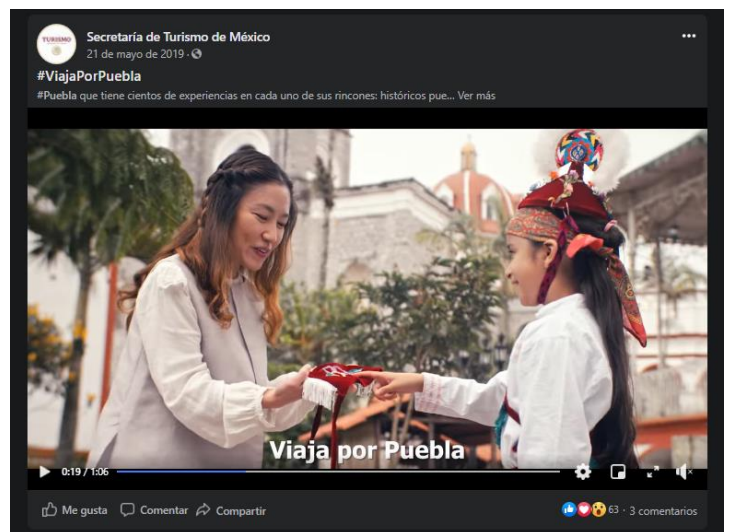 TURISMO
Secretaría de Turismo de México
21 de mayo de 2019 ·
#ViajaPorPuebla
#Puebla que tiene cientos de experiencias en cada uno de sus rincones: históricos pue... Ver más
Viaja por Puebla
0:19 / 1:06
Me gusta Comentar Compartir 63 · 3 comentarios